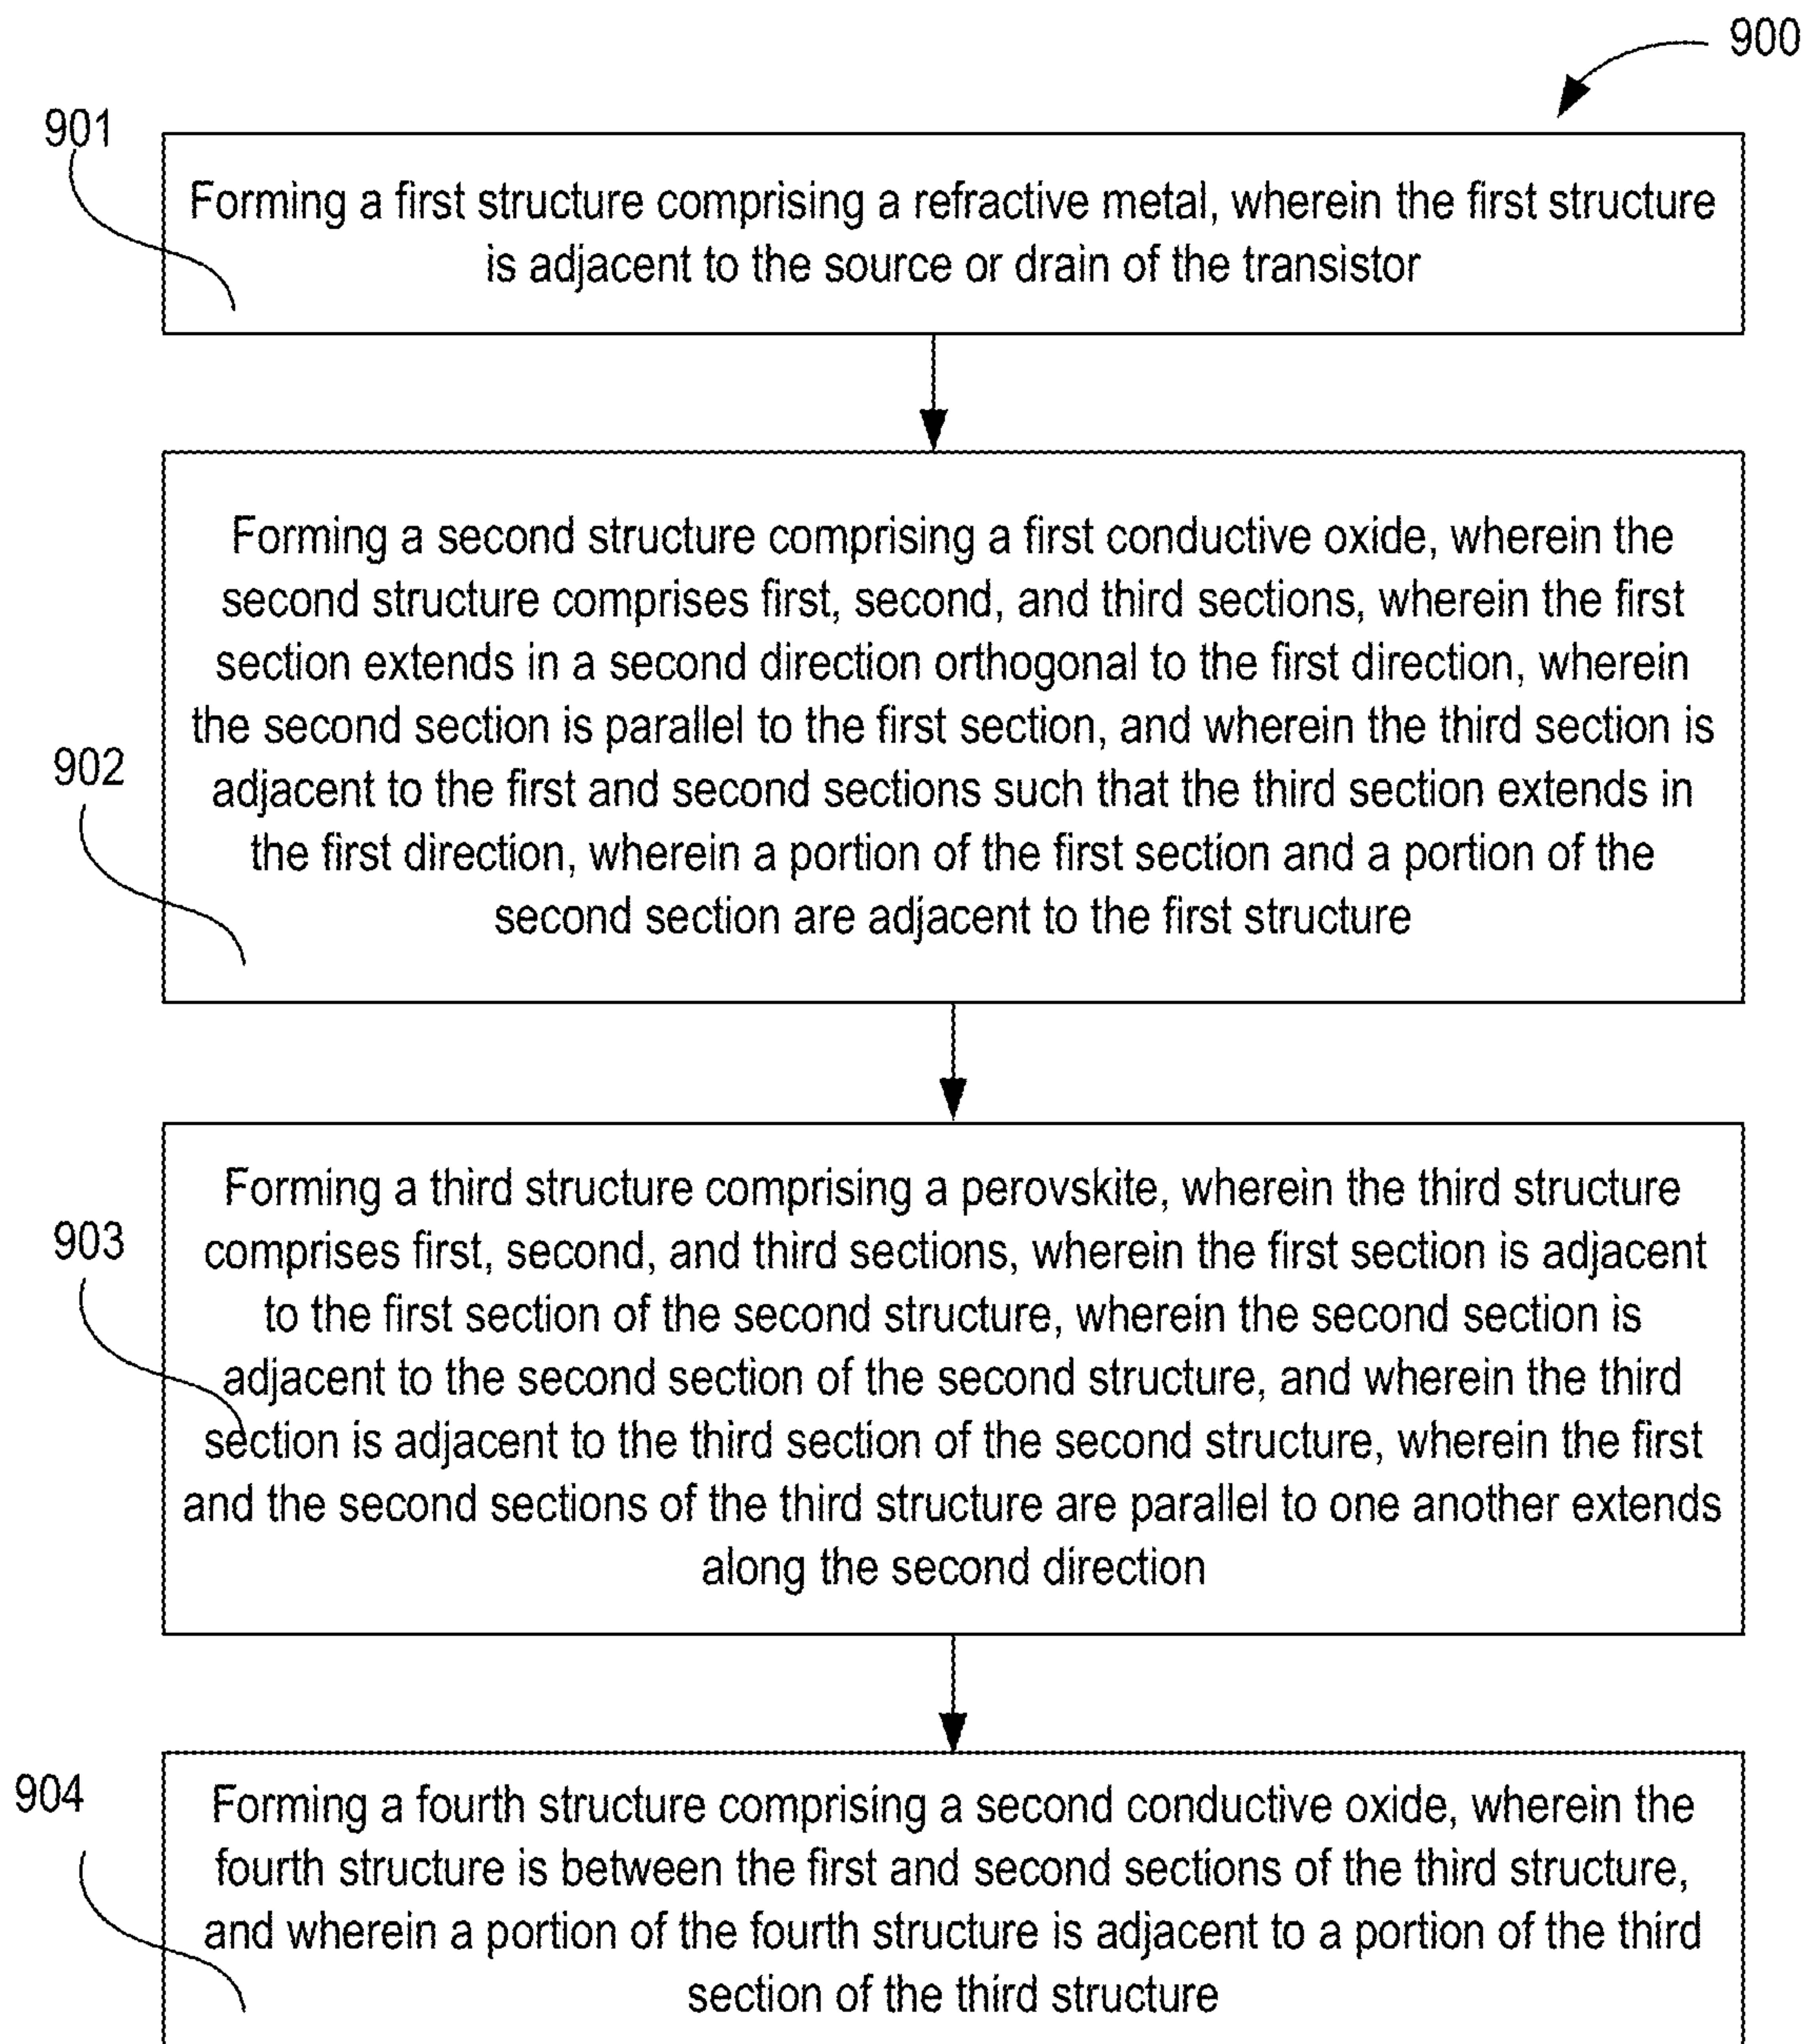 900
901
Forming a first structure comprising a refractive metal, wherein the first structure
is adjacent to the source or drain of the transistor
902
Forming a second structure comprising a first conductive oxide, wherein the
second structure comprises first, second, and third sections, wherein the first
section extends in a second direction orthogonal to the first direction, wherein
the second section is parallel to the first section, and wherein the third section is
adjacent to the first and second sections such that the third section extends in
the first direction, wherein a portion of the first section and a portion of the
second section are adjacent to the first structure
903
Forming a third structure comprising a perovskite, wherein the third structure
comprises first, second, and third sections, wherein the first section is adjacent
to the first section of the second structure, wherein the second section is
adjacent to the second section of the second structure, and wherein the third
section is adjacent to the third section of the second structure, wherein the first
and the second sections of the third structure are parallel to one another extends
along the second direction
904
Forming a fourth structure comprising a second conductive oxide, wherein the
fourth structure is between the first and second sections of the third structure,
and wherein a portion of the fourth structure is adjacent to a portion of the third
section of the third structure